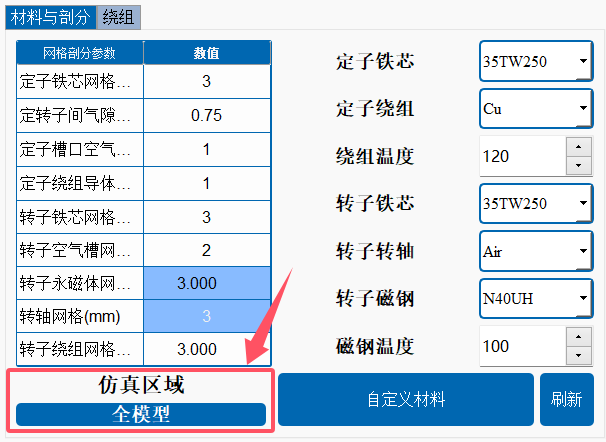 材料与剖分 绕组
网格剖分参数 数值
定子铁芯网格... 3
定转子间气隙... 0.75
定子槽口空气... 1
定子绕组导体... 1
转子铁芯网格... 3
转子空气槽网... 2
转子永磁体网... 3.000
转轴网格(mm) 3
转子绕组网格... 3.000
仿真区域
全模型
定子铁芯 35TW250
定子绕组 Cu
绕组温度 120
转子铁芯 35TW250
转子转轴 Air
转子磁钢 N40UH
磁钢温度 100
自定义材料 刷新